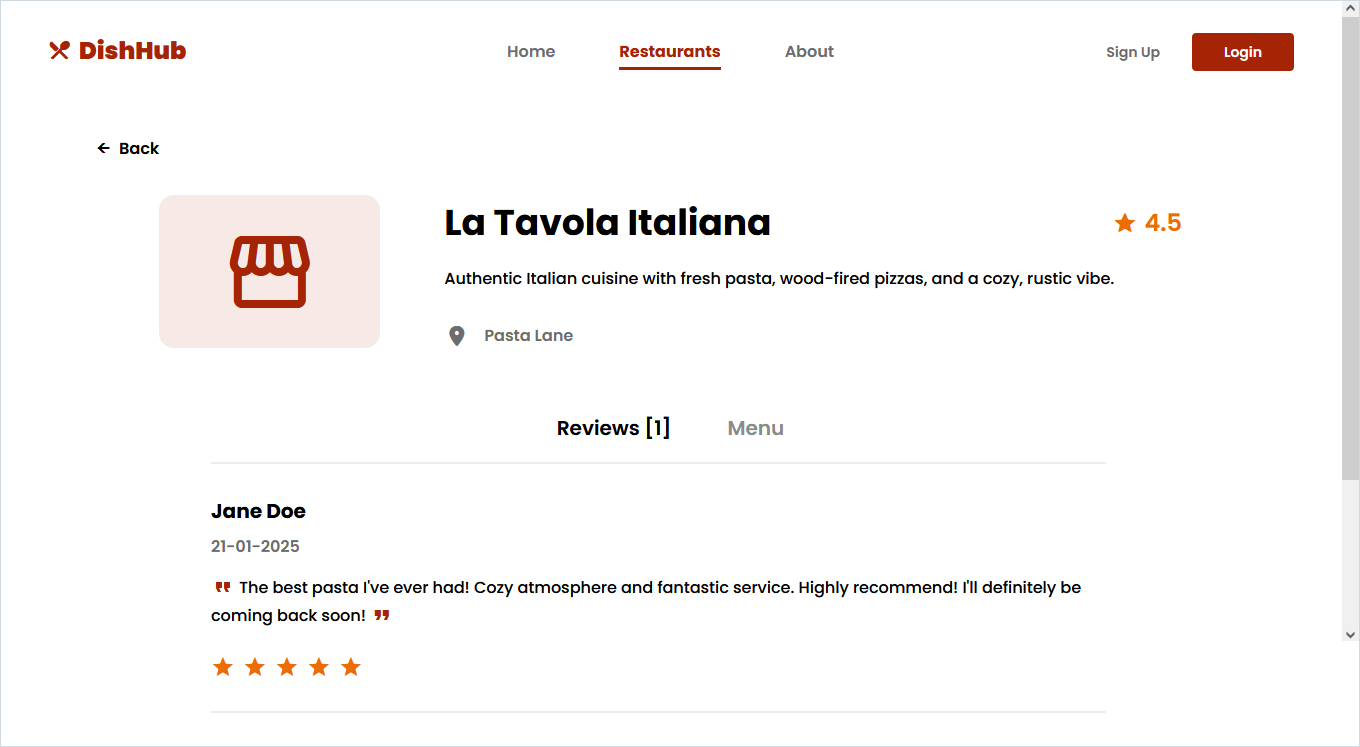 DishHub
Home
Restaurants
About
Sign Up
Login
Back
La Tavola Italiana
4.5
Authentic Italian cuisine with fresh pasta, wood-fired pizzas, and a cozy, rustic vibe.
Pasta Lane
Reviews [1]
Menu
Jane Doe
21-01-2025
" The best pasta I've ever had! Cozy atmosphere and fantastic service. Highly recommend! I'll definitely be
coming back soon! "